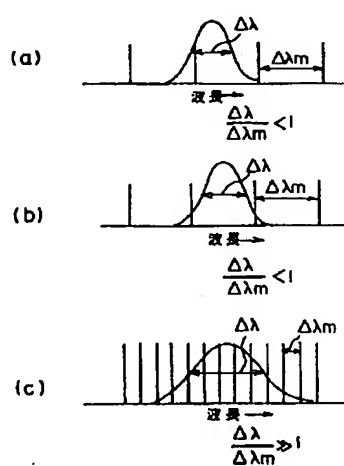 (a)
Δλ
Δλm
波長
Δλ/Δλm < 1
(b)
Δλ
Δλm
波長
Δλ/Δλm < 1
(c)
Δλ
Δλm
波長
Δλ/Δλm ≫ 1